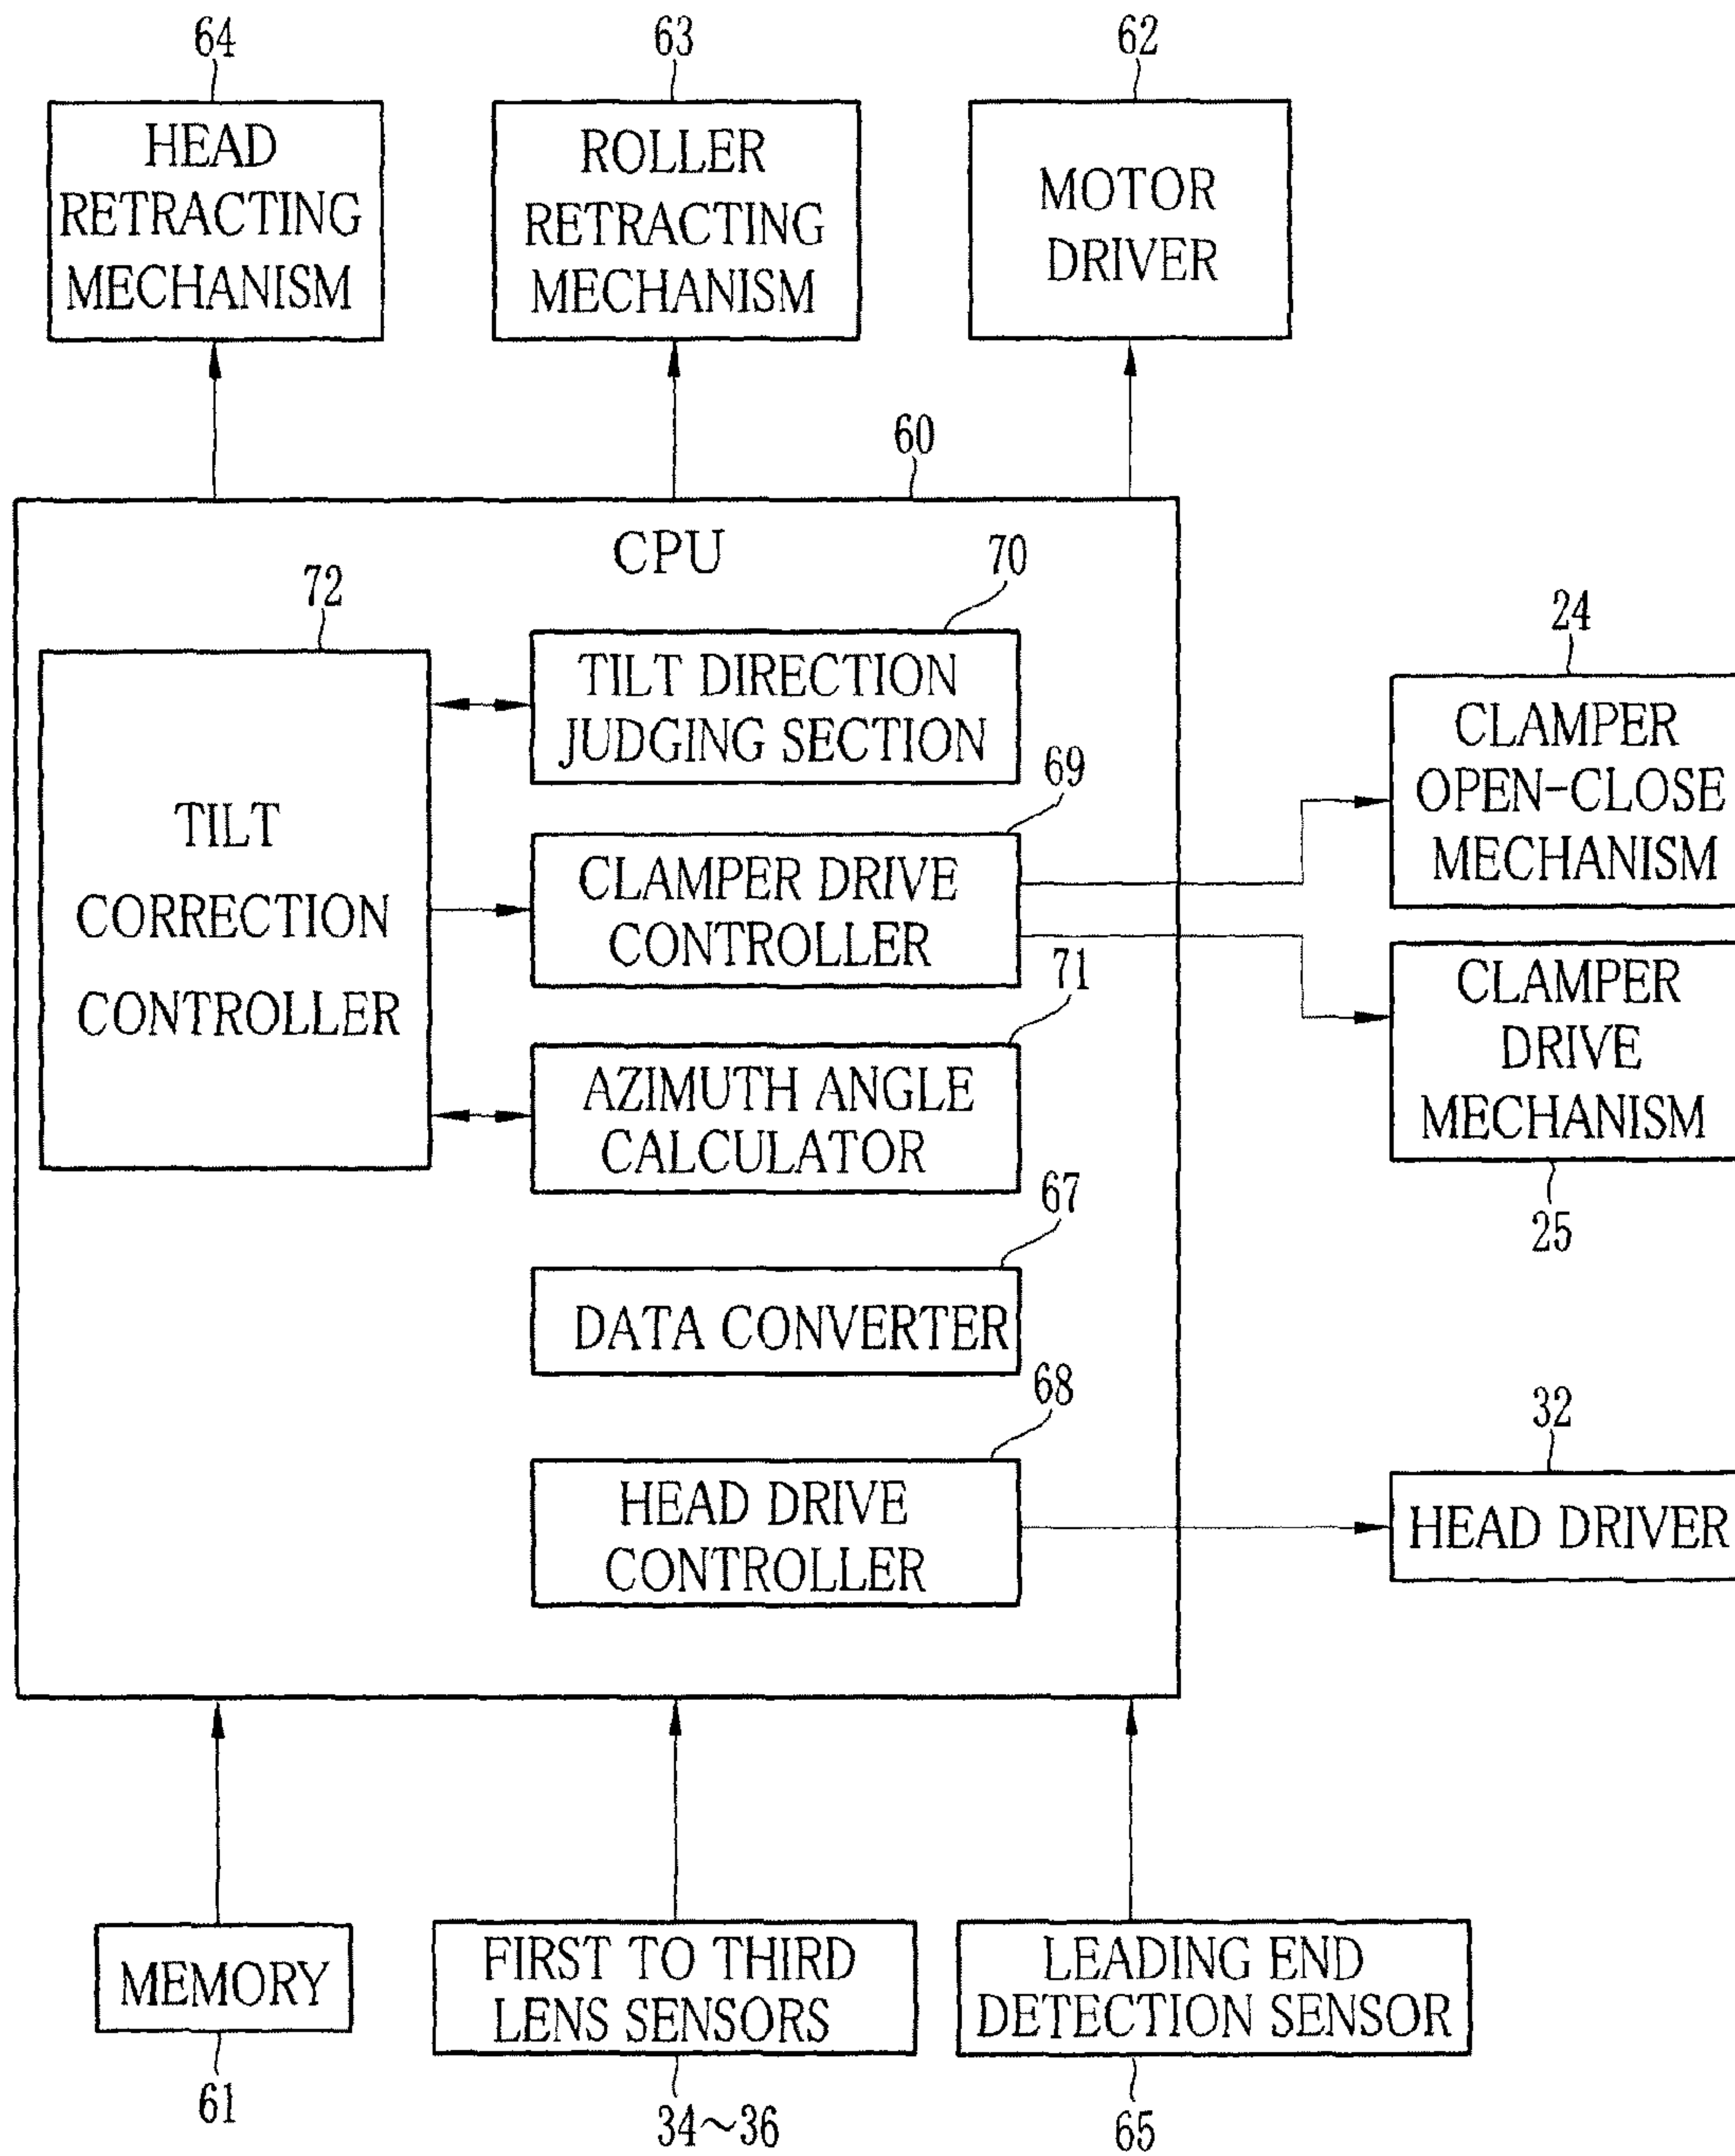 64
63
62
HEAD
RETRACTING
MECHANISM
ROLLER
RETRACTING
MECHANISM
MOTOR
DRIVER
60
CPU
72
TILT
CORRECTION
CONTROLLER
70
TILT DIRECTION
JUDGING SECTION
69
CLAMPER DRIVE
CONTROLLER
71
AZIMUTH ANGLE
CALCULATOR
67
DATA CONVERTER
68
HEAD DRIVE
CONTROLLER
24
CLAMPER
OPEN-CLOSE
MECHANISM
CLAMPER
DRIVE
MECHANISM
25
32
HEAD DRIVER
MEMORY
61
FIRST TO THIRD
LENS SENSORS
34~36
LEADING END
DETECTION SENSOR
65